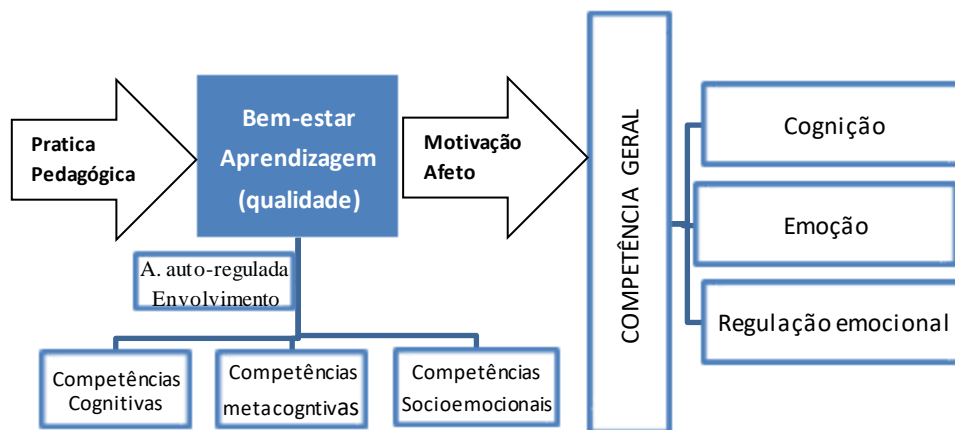 Pratica
Pedagógica
Bem-estar
Aprendizagem
(qualidade)
Motivação
Afeto
A. auto-regulada
Envolvimento
Competências
Cognitivas
Competências
metacogntivas
Competências
Socioemocionais
COMPETÊNCIA GERAL
Cognição
Emoção
Regulação emocional